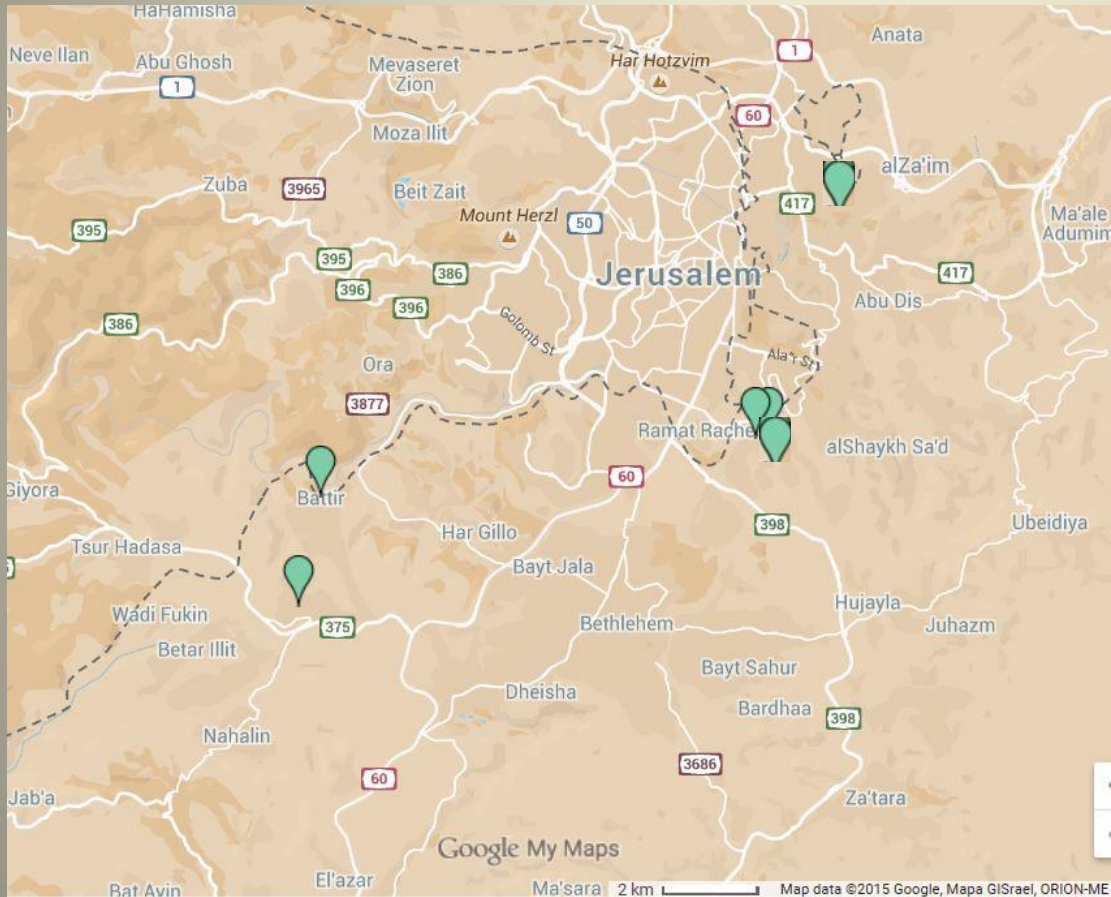 HaHamisha
Neve Ilan
Abu Ghosh
1
Mevaseret
Zion
Har Hotzvim
1
Anata
60
Moza Ilit
alZa'im
Zuba
3965
Beit Zait
417
Ma'ale
Adumim
395
Mount Herzl
50
395
386
Jerusalem
417
396
396
Abu Dis
386
Golomb St
Ora
3877
Ramat Rachel
alShaykh Sa'd
Giyora
Battir
60
398
Har Gillo
Ubeidiya
Tsur Hadasa
Bayt Jala
Wadi Fukin
375
Bethlehem
Hujayla
Juhazm
Betar Illit
Bayt Sahur
Dheisha
Bardhaa
398
Nahalin
60
3686
Jab'a
Za'tara
Google My Maps
El'azar
Bat Ayin
Ma'sara
2 km
Map data ©2015 Google, Mapa GISrael, ORION-ME